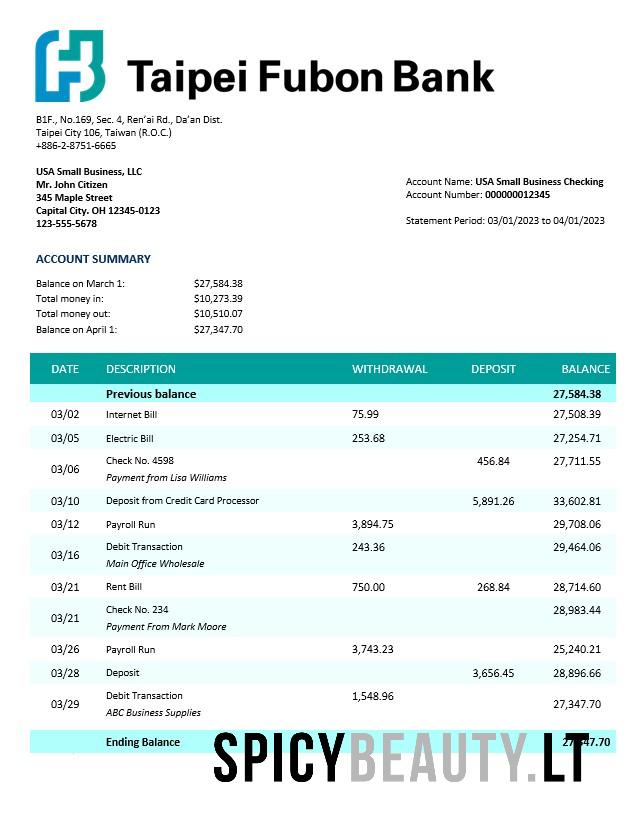 Taipei Fubon Bank
B1F., No.169, Sec. 4, Ren'ai Rd., Da'an Dist.
Taipei City 106, Taiwan (R.O.C.)
+886-2-8751-6665
USA Small Business, LLC
Mr. John Citizen
345 Maple Street
Capital City. OH 12345-0123
123-555-5678
Account Name: USA Small Business Checking
Account Number: 000000012345
Statement Period: 03/01/2023 to 04/01/2023
ACCOUNT SUMMARY
Balance on March 1: $27,584.38
Total money in: $10,273.39
Total money out: $10,510.07
Balance on April 1: $27,347.70
DATE DESCRIPTION WITHDRAWAL DEPOSIT BALANCE
Previous balance 27,584.38
03/02 Internet Bill 75.99 27,508.39
03/05 Electric Bill 253.68 27,254.71
03/06 Check No. 4598 456.84 27,711.55
Payment from Lisa Williams
03/10 Deposit from Credit Card Processor 5,891.26 33,602.81
03/12 Payroll Run 3,894.75 29,708.06
03/16 Debit Transaction 243.36 29,464.06
Main Office Wholesale
03/21 Rent Bill 750.00 268.84 28,714.60
03/21 Check No. 234 28,983.44
Payment From Mark Moore
03/26 Payroll Run 3,743.23 25,240.21
03/28 Deposit 3,656.45 28,896.66
03/29 Debit Transaction 1,548.96 27,347.70
ABC Business Supplies
Ending Balance 27,347.70
SPICYBEAUTY.LT